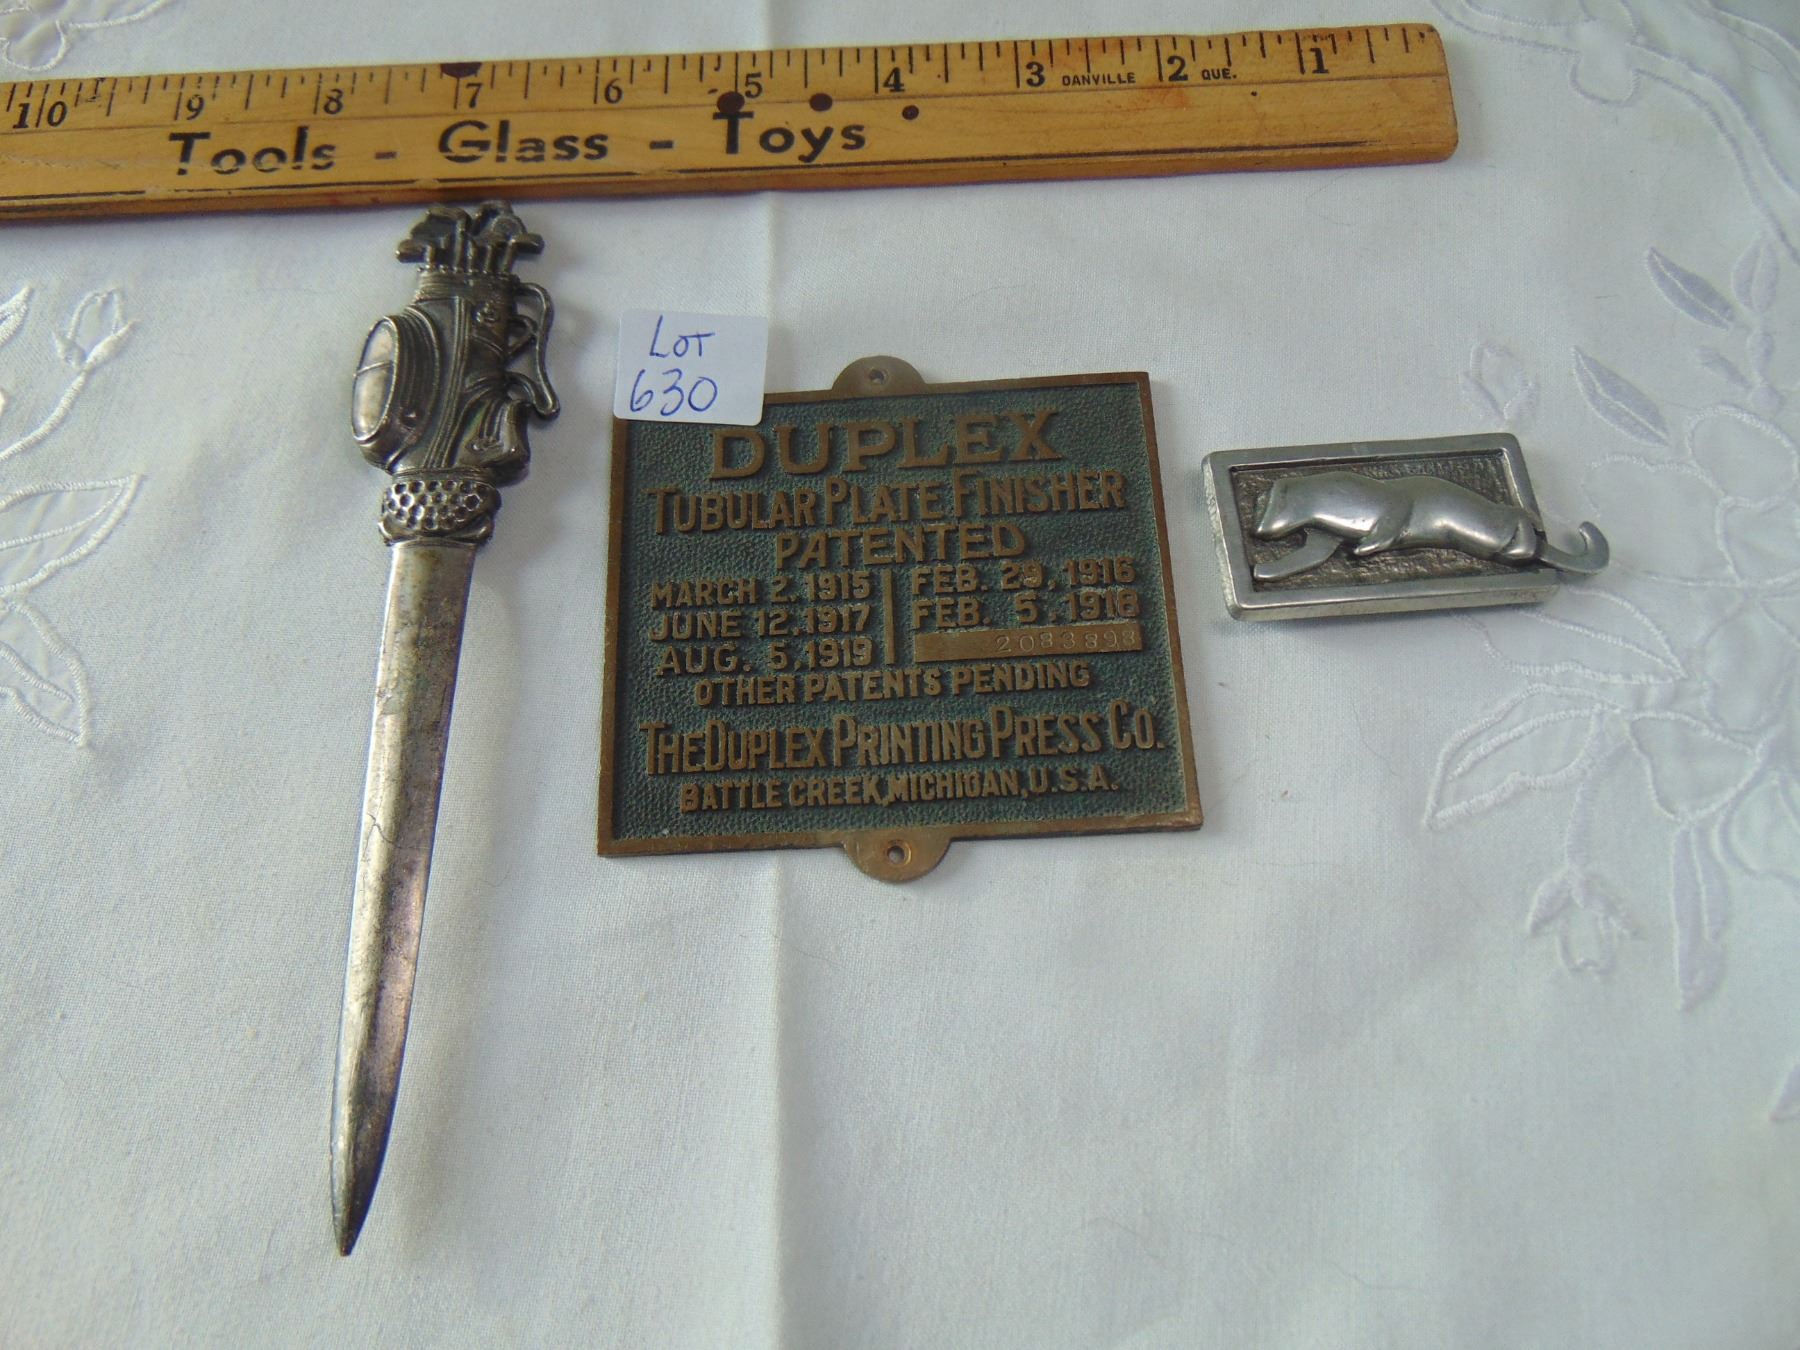 10 9 8 7 6 5 4 3 DANVILLE 2 QUE. 1
Tools - Glass - Toys
LOT
630
DUPLEX
TUBULAR PLATE FINISHER
PATENTED
MARCH 2, 1915 FEB. 29, 1916
JUNE 12, 1917 FEB. 5, 1918
AUG. 5, 1919 2083898
OTHER PATENTS PENDING
THE DUPLEX PRINTING PRESS CO.
BATTLE CREEK, MICHIGAN, U.S.A.